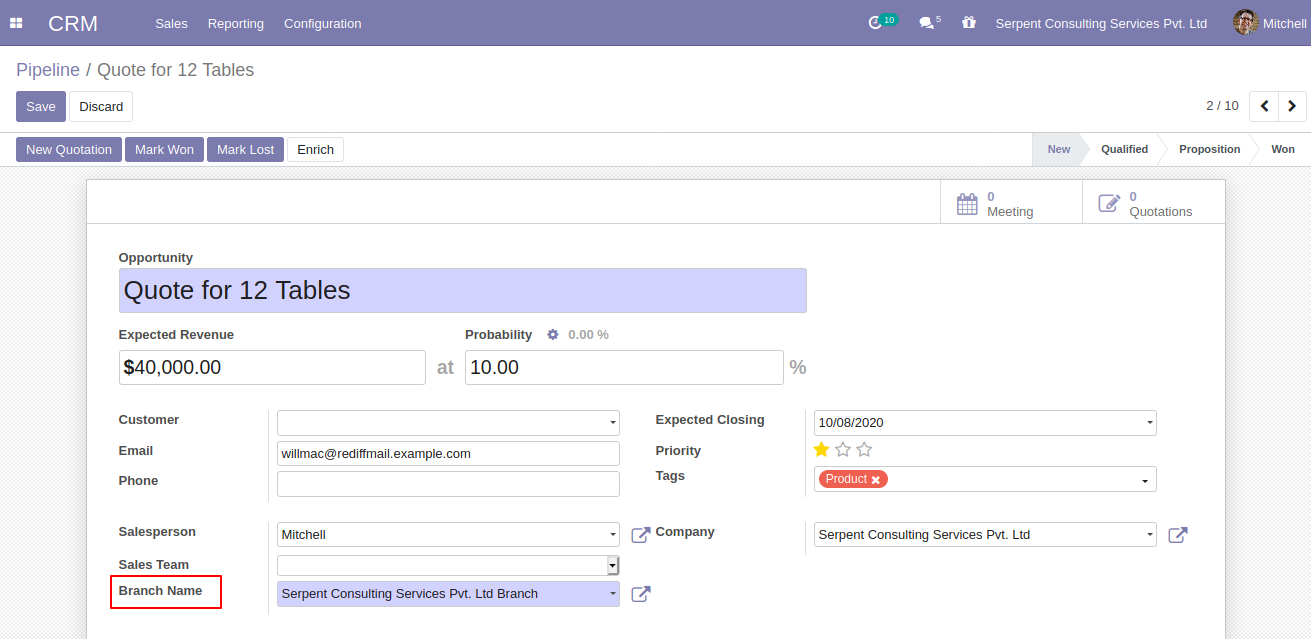 CRM Sales Reporting Configuration 10 5 Serpent Consulting Services Pvt. Ltd Mitchell
Pipeline / Quote for 12 Tables
Save Discard 2 / 10
New Quotation Mark Won Mark Lost Enrich New Qualified Proposition Won
0 Meeting 0 Quotations
Opportunity
Quote for 12 Tables
Expected Revenue Probability 0.00 %
$40,000.00 at 10.00 %
Customer Expected Closing 10/08/2020
Email willmac@rediffmail.example.com Priority
Phone Tags Product
Salesperson Mitchell Company Serpent Consulting Services Pvt. Ltd
Sales Team
Branch Name Serpent Consulting Services Pvt. Ltd Branch